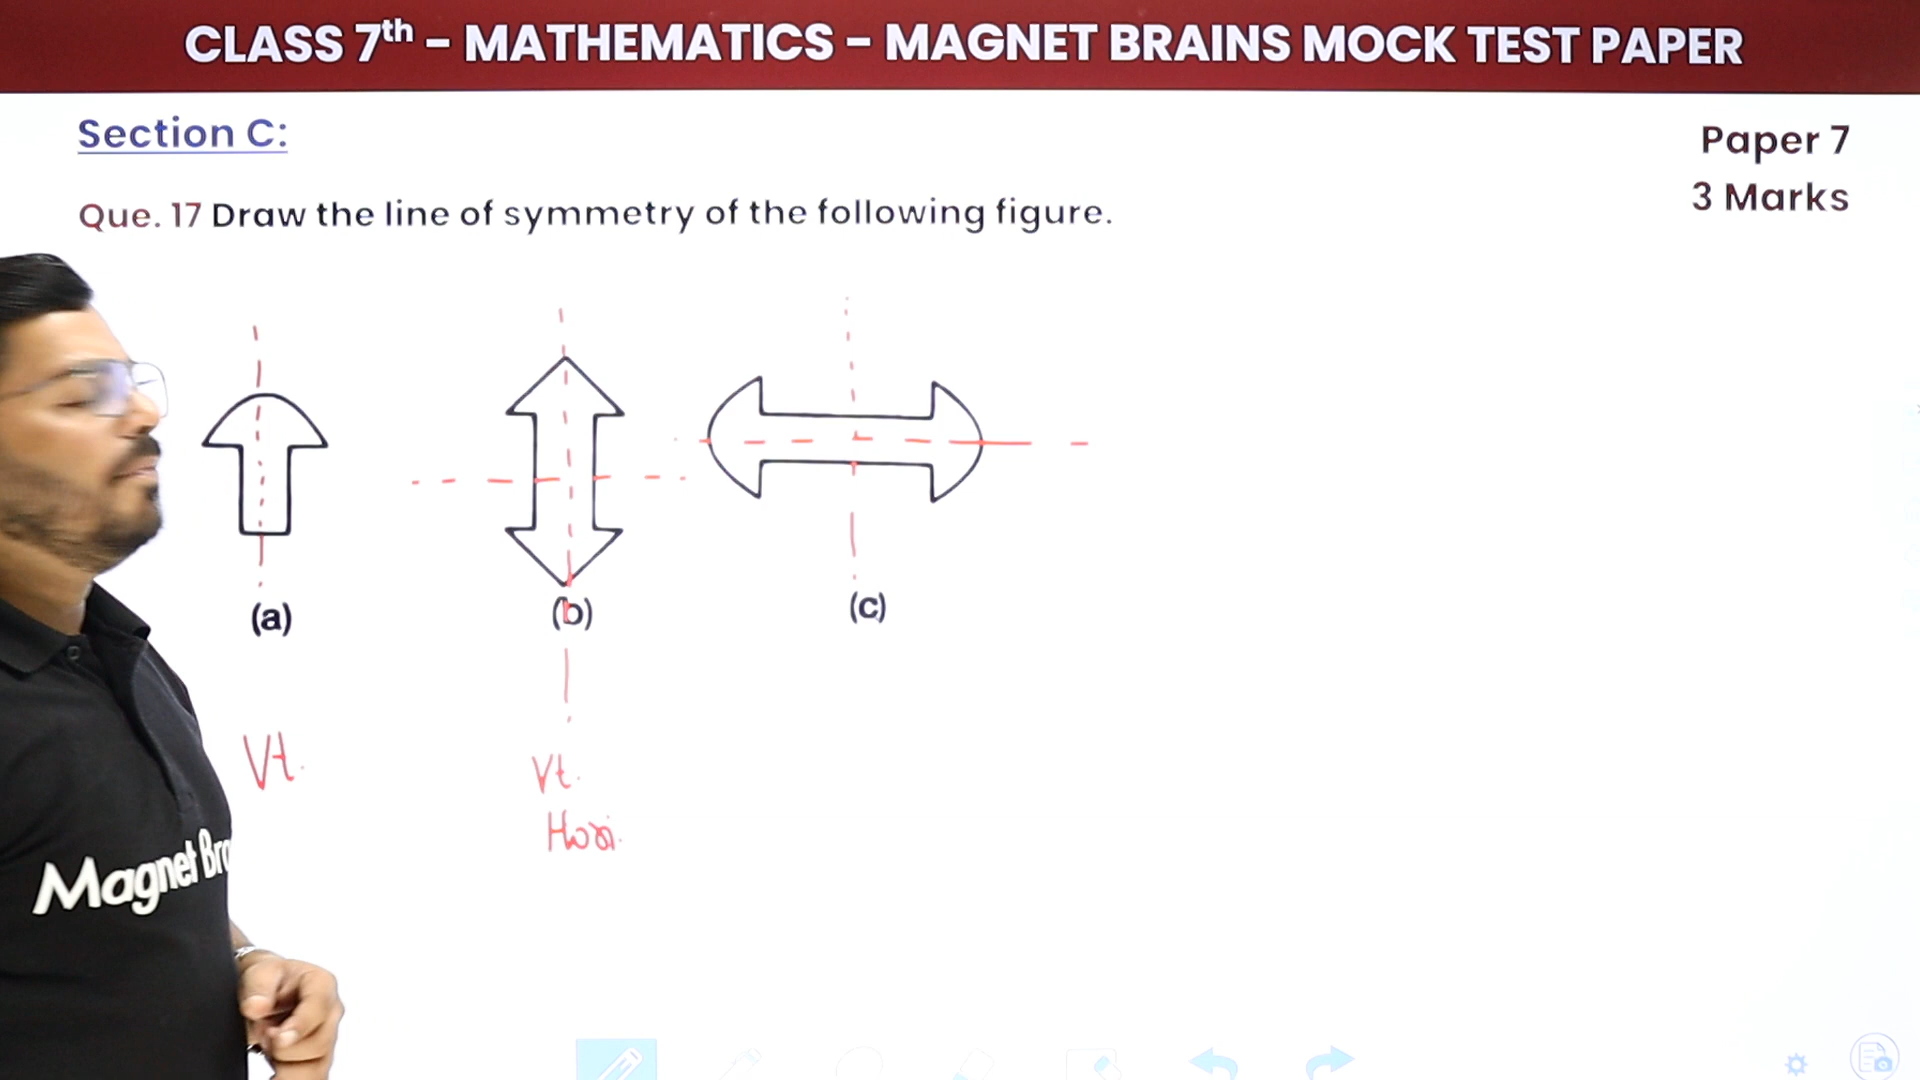 CLASS 7th - MATHEMATICS - MAGNET BRAINS MOCK TEST PAPER
Section C:
Paper 7
3 Marks
Que. 17 Draw the line of symmetry of the following figure.
(a)
(b)
(c)
Vt.
Vt.
Hori.
Magnet Bra